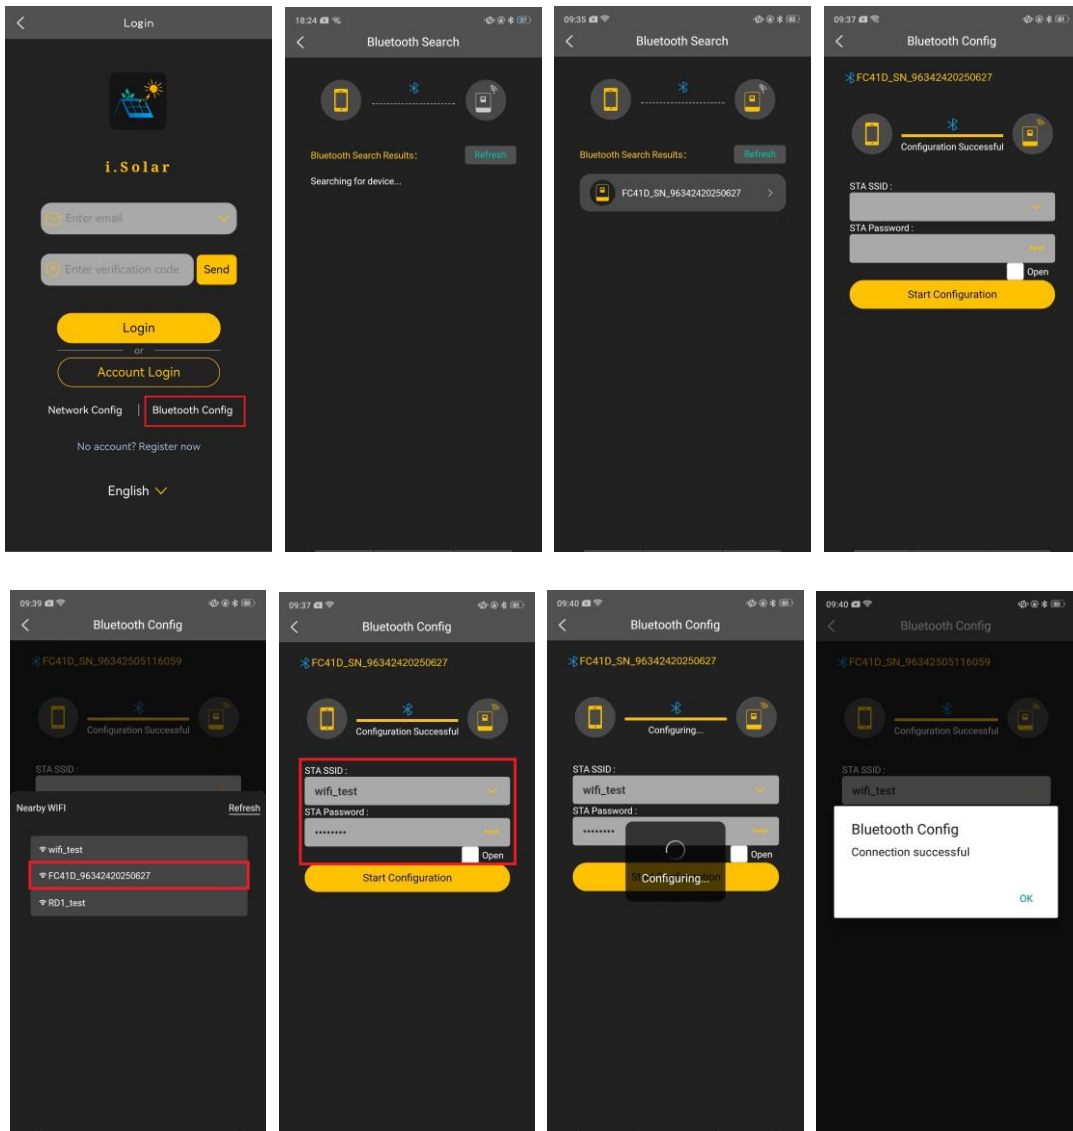 Login
i.Solar
Enter email
Enter verification code Send
Login
or
Account Login
Network Config | Bluetooth Config
No account? Register now
English
18:24
Bluetooth Search
Bluetooth Search Results:
Refresh
Searching for device...
09:35
Bluetooth Search
Bluetooth Search Results:
Refresh
FC41D_SN_96342420250627
09:37
Bluetooth Config
FC41D_SN_96342420250627
Configuration Successful
STA SSID :
STA Password :
Open
Start Configuration
09:39
Bluetooth Config
FC41D_SN_96342505116059
Configuration Successful
STA SSID :
Nearby WIFI Refresh
wifi_test
FC41D_96342420250627
RD1_test
09:37
Bluetooth Config
FC41D_SN_96342420250627
Configuration Successful
STA SSID :
wifi_test
STA Password :
••••••••
Open
Start Configuration
09:40
Bluetooth Config
FC41D_SN_96342420250627
Configuring...
STA SSID :
wifi_test
STA Password :
••••••••
Open
Configuring...
09:40
Bluetooth Config
FC41D_SN_96342505116059
Configuration Successful
STA SSID :
wifi_test
Bluetooth Config
Connection successful
OK